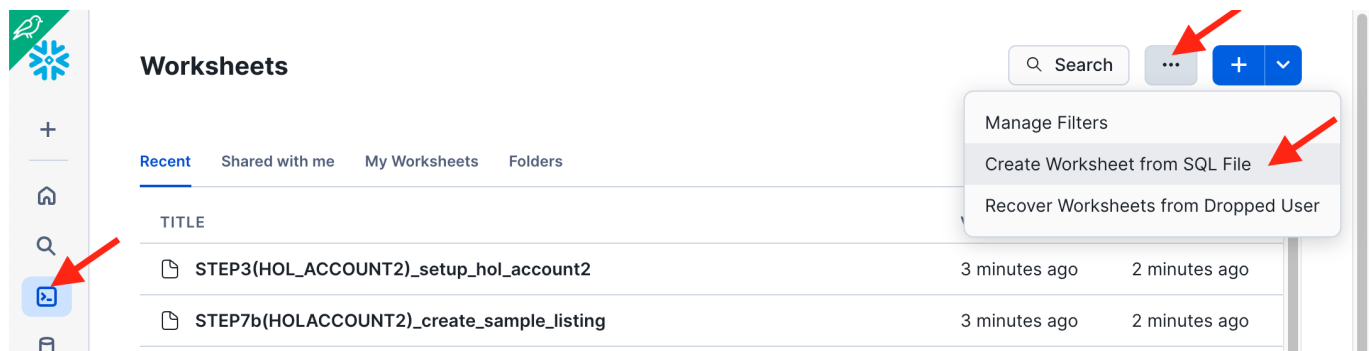 Worksheets
Search
Manage Filters
Create Worksheet from SQL File
Recover Worksheets from Dropped User
Recent Shared with me My Worksheets Folders
TITLE
STEP3(HOL_ACCOUNT2)_setup_hol_account2 3 minutes ago 2 minutes ago
STEP7b(HOLACCOUNT2)_create_sample_listing 3 minutes ago 2 minutes ago